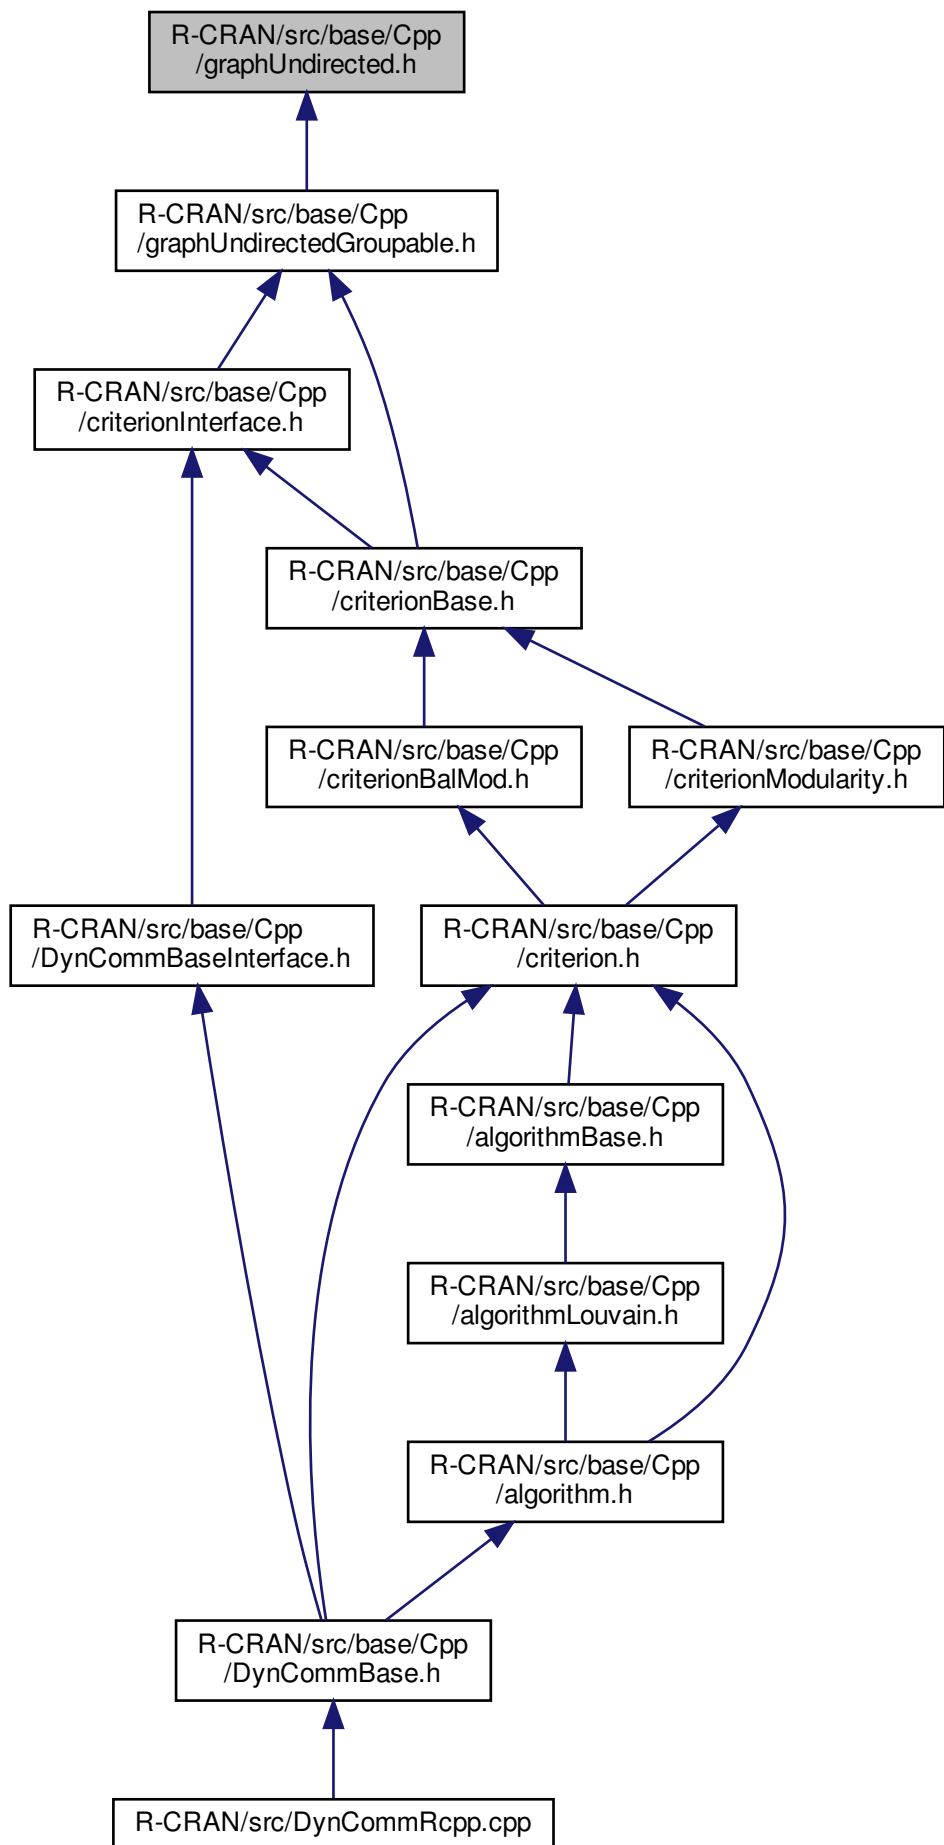 R-CRAN/src/base/Cpp
/graphUndirected.h
R-CRAN/src/base/Cpp
/graphUndirectedGroupable.h
R-CRAN/src/base/Cpp
/criterionInterface.h
R-CRAN/src/base/Cpp
/criterionBase.h
R-CRAN/src/base/Cpp
/criterionBalMod.h
R-CRAN/src/base/Cpp
/criterionModularity.h
R-CRAN/src/base/Cpp
/DynCommBaseInterface.h
R-CRAN/src/base/Cpp
/criterion.h
R-CRAN/src/base/Cpp
/algorithmBase.h
R-CRAN/src/base/Cpp
/algorithmLouvain.h
R-CRAN/src/base/Cpp
/algorithm.h
R-CRAN/src/base/Cpp
/DynCommBase.h
R-CRAN/src/DynCommRcpp.cpp